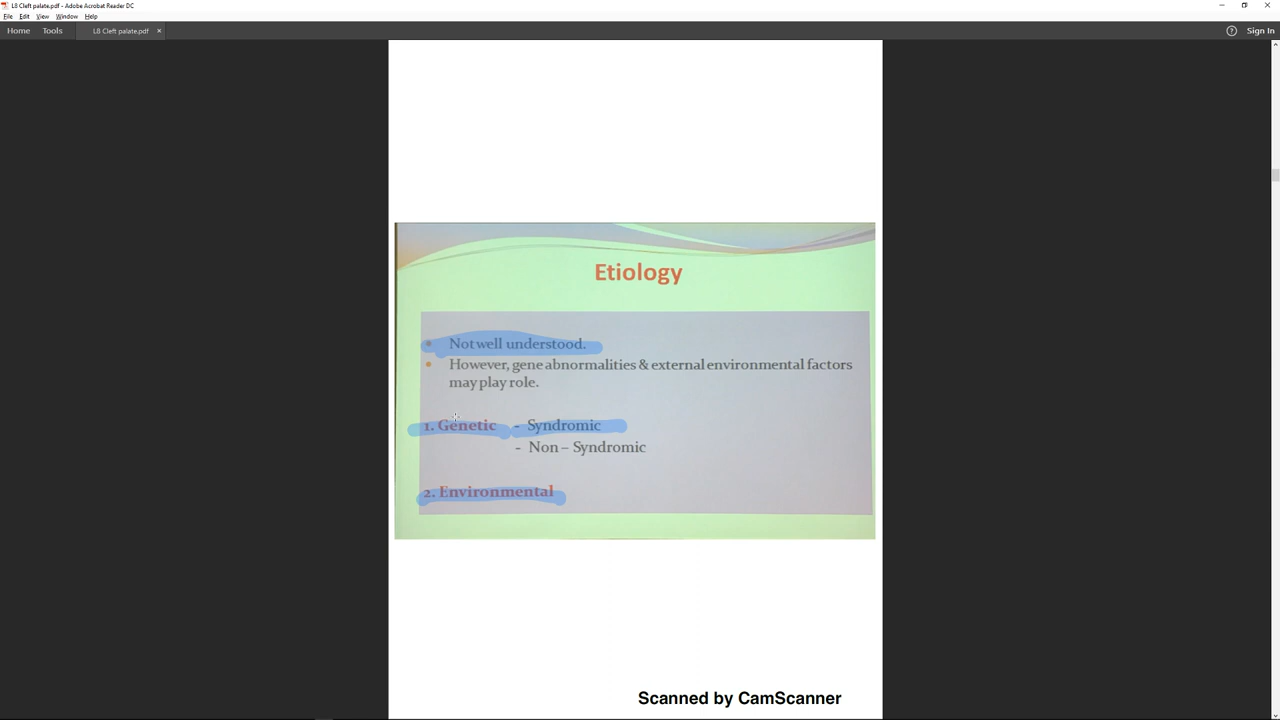 L8 Cleft palate.pdf - Adobe Acrobat Reader DC
File Edit View Window Help
Home Tools L8 Cleft palate.pdf × ? Sign In
Etiology
• Not well understood.
• However, gene abnormalities & external environmental factors
may play role.
1. Genetic - Syndromic
- Non – Syndromic
2. Environmental
Scanned by CamScanner